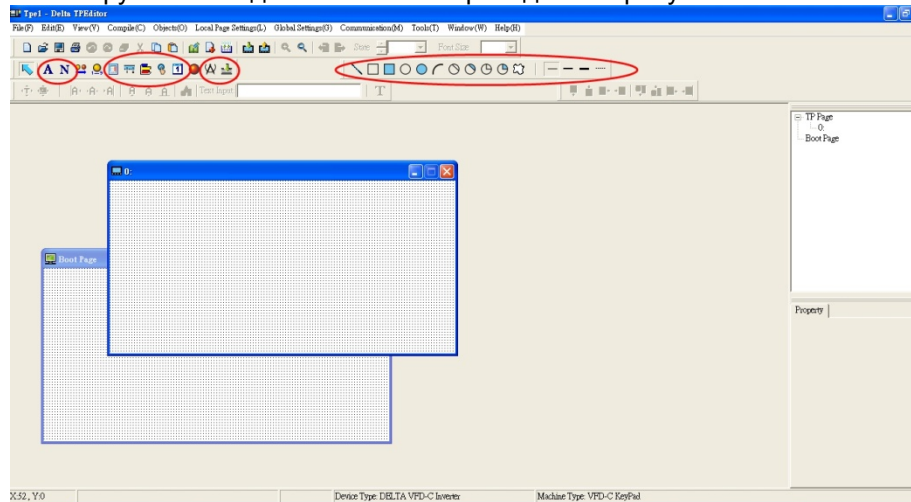 Tpe1 - Delta TPEditor
File(F) Edit(E) View(V) Compile(C) Objects(O) Local Page Settings(L) Global Settings(G) Communication(M) Tools(T) Window(W) Help(H)
Size Font Size
A N
A A A A A A Text Input T
TP Page
0:
Boot Page
0:
Boot Page
Property
X:52, Y:0 Device Type: DELTA VFD-C Inverter Machine Type: VFD-C KeyPad